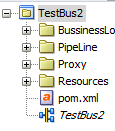 TestBus2
BussinessLo
PipeLine
Proxy
Resources
pom.xml
TestBus2